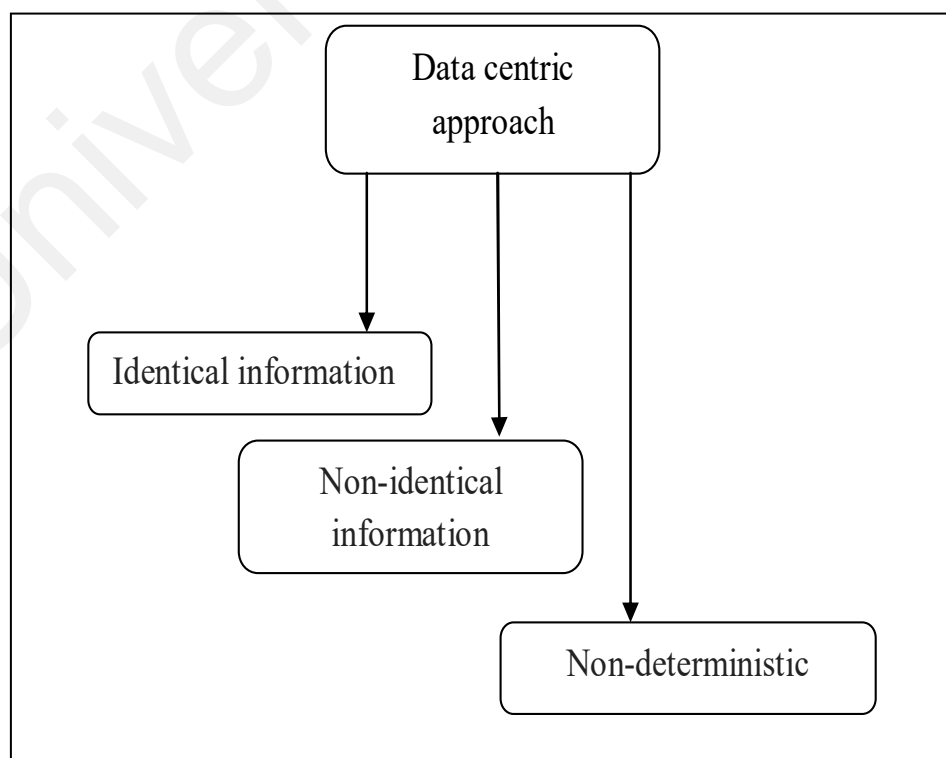 Data centric
approach
Identical information
Non-identical
information
Non-deterministic